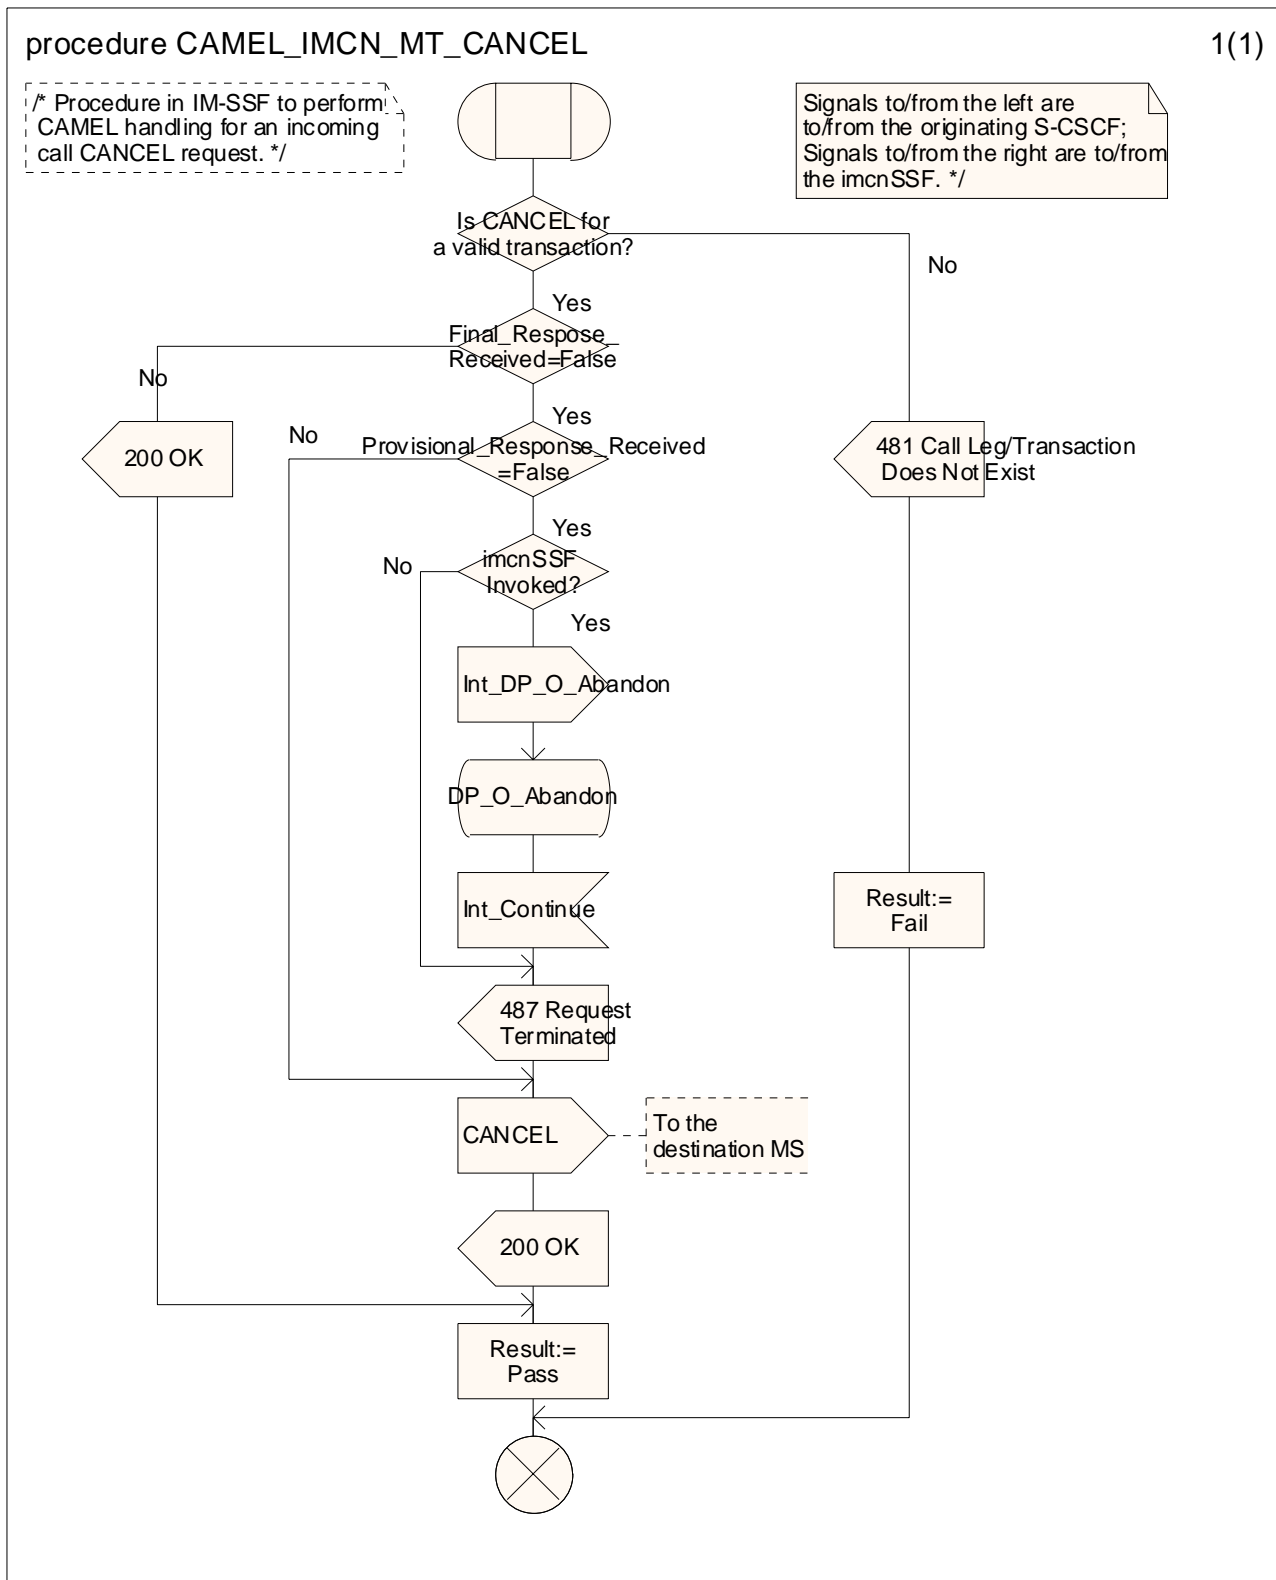 procedure CAMEL_IMCN_MT_CANCEL
1(1)
/* Procedure in IM-SSF to perform
CAMEL handling for an incoming
call CANCEL request. */
Signals to/from the left are
to/from the originating S-CSCF;
Signals to/from the right are to/from
the imcnSSF. */
Is CANCEL for
a valid transaction?
No
Yes
Final_Respose_
Received=False
No
Yes
200 OK
No
Provisional_Response_Received
=False
481 Call Leg/Transaction
Does Not Exist
Yes
No
imcnSSF
Invoked?
Yes
Int_DP_O_Abandon
DP_O_Abandon
Int_Continue
Result:=
Fail
487 Request
Terminated
CANCEL
To the
destination MS
200 OK
Result:=
Pass